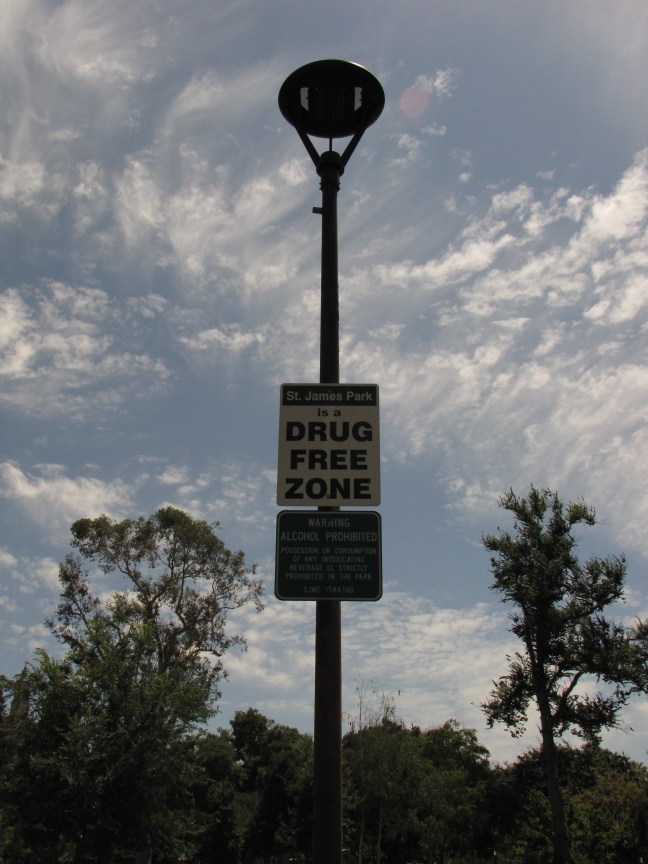 St. James Park
is a
DRUG
FREE
ZONE
WARNING
ALCOHOL PROHIBITED
POSSESSION OR CONSUMPTION
OF ANY INTOXICATING
BEVERAGE IS STRICTLY
PROHIBITED IN THE PARK
SJMC